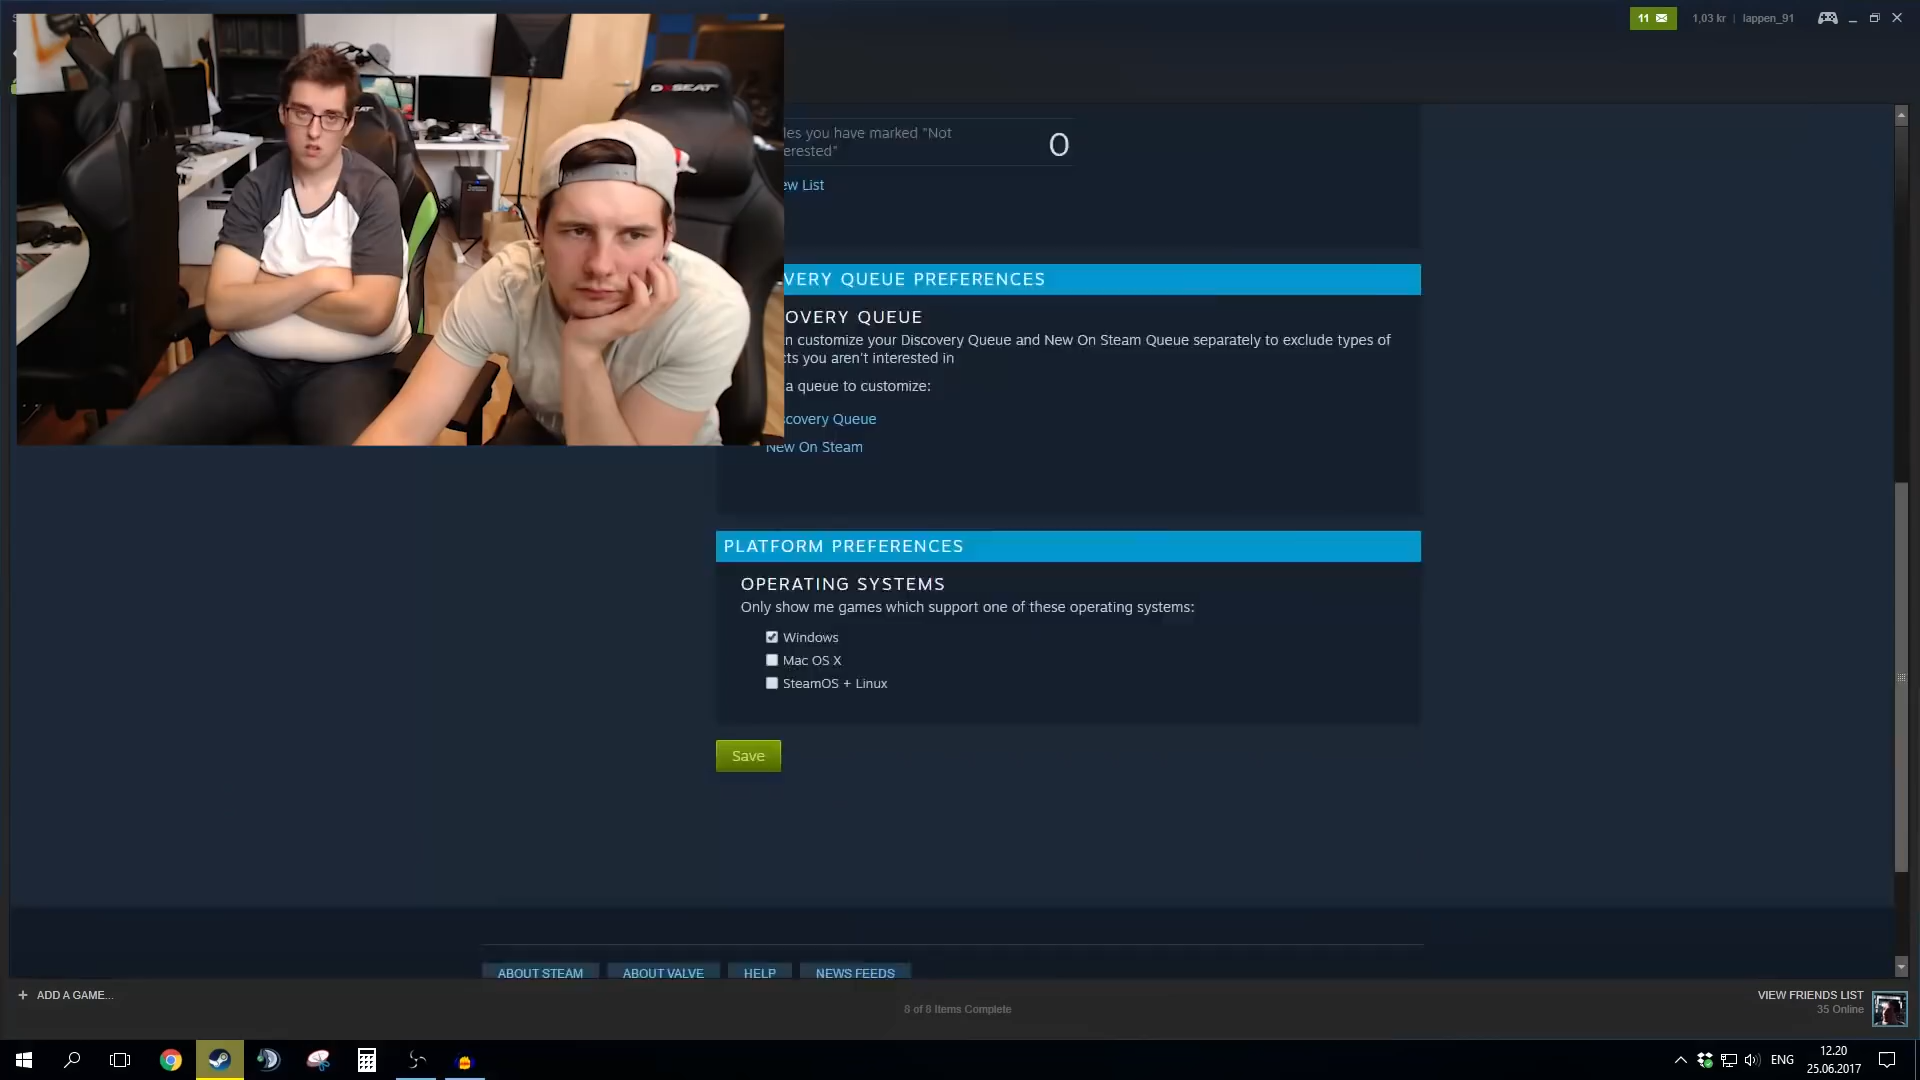 11
1,03 kr | lappen_91
DXSEAT
les you have marked "Not
erested"
0
ew List
VERY QUEUE PREFERENCES
OVERY QUEUE
n customize your Discovery Queue and New On Steam Queue separately to exclude types of
cts you aren't interested in
a queue to customize:
scovery Queue
New On Steam
PLATFORM PREFERENCES
OPERATING SYSTEMS
Only show me games which support one of these operating systems:
Windows
Mac OS X
SteamOS + Linux
Save
ABOUT STEAM
ABOUT VALVE
HELP
NEWS FEEDS
+ ADD A GAME...
8 of 8 Items Complete
VIEW FRIENDS LIST
35 Online
ENG
12.20
25.06.2017